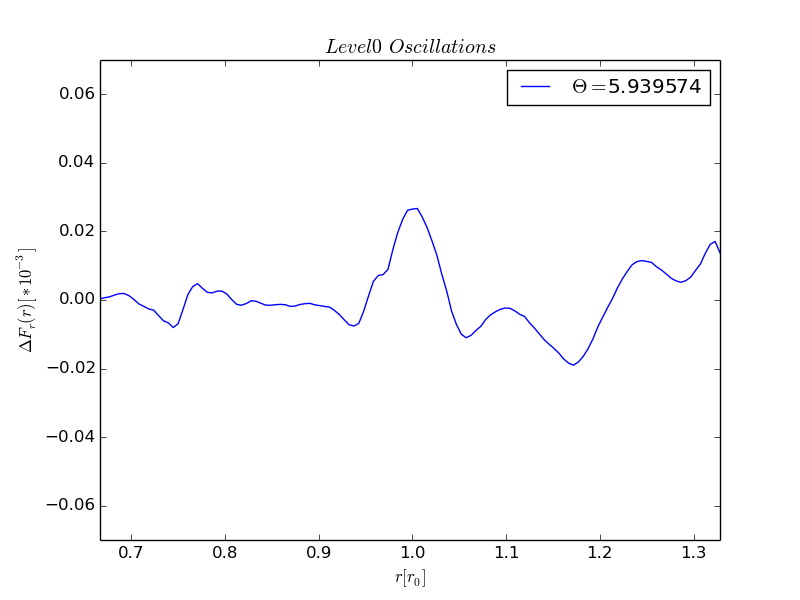 Level0 Oscillations
Θ =5.939574
0.06
0.04
0.02
0.00
−0.02
−0.04
−0.06
ΔF_r(r)[*10^{-3}]
0.7 0.8 0.9 1.0 1.1 1.2 1.3
r[r_0]